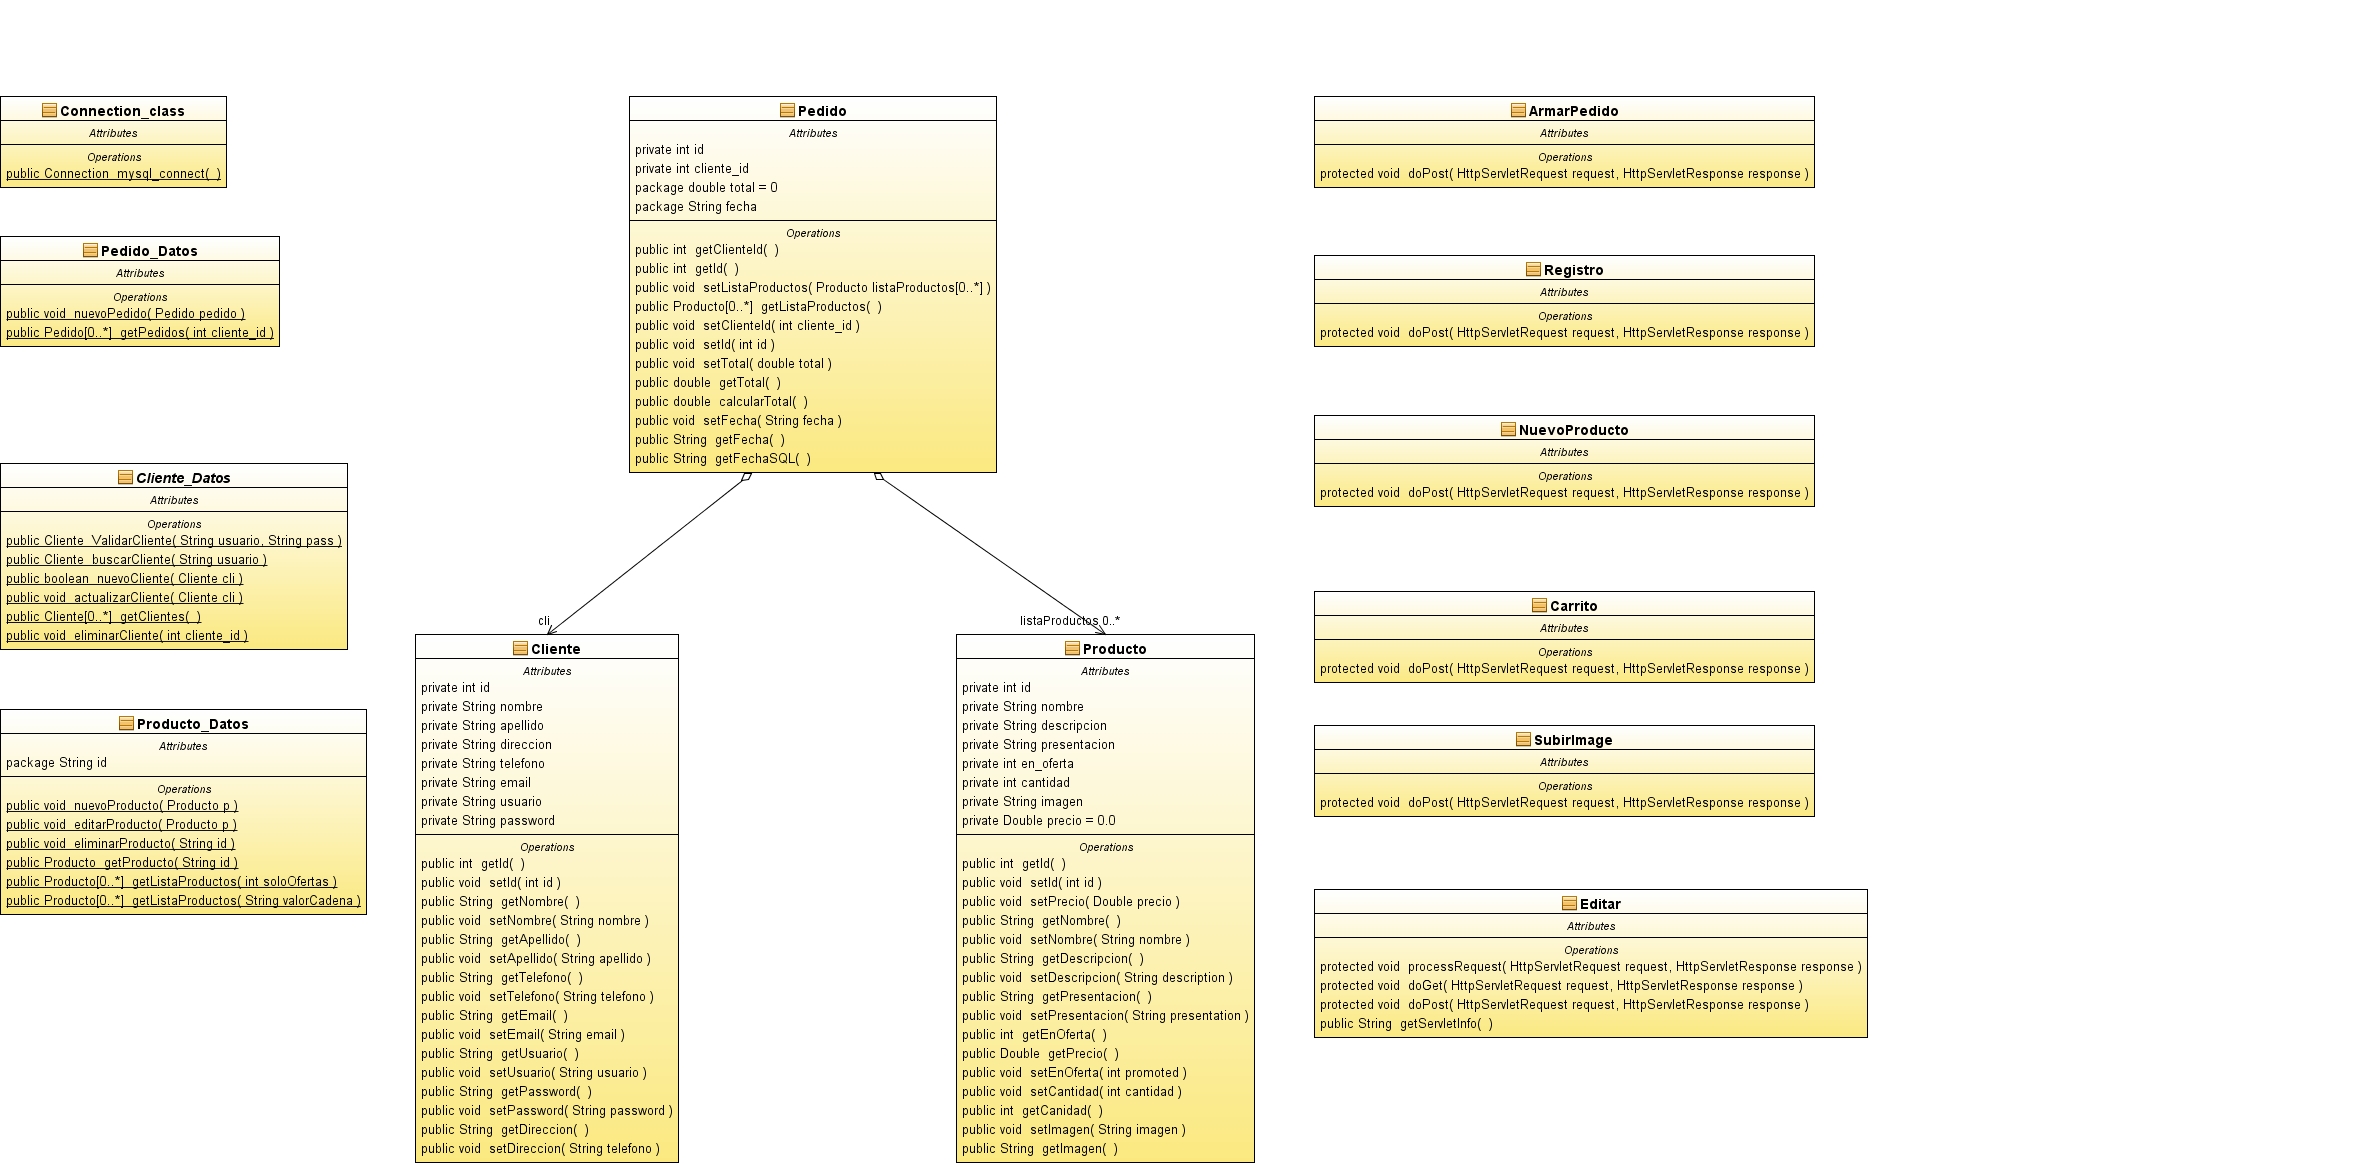 Connection_class
Attributes
Operations
public Connection mysql_connect( )
Pedido_Datos
Attributes
Operations
public void nuevoPedido( Pedido pedido )
public Pedido[0..*] getPedidos( int cliente_id )
Cliente_Datos
Attributes
Operations
public Cliente ValidarCliente( String usuario, String pass )
public Cliente buscarCliente( String usuario )
public boolean nuevoCliente( Cliente cli )
public void actualizarCliente( Cliente cli )
public Cliente[0..*] getClientes( )
public void eliminarCliente( int cliente_id )
Producto_Datos
Attributes
package String id
Operations
public void nuevoProducto( Producto p )
public void editarProducto( Producto p )
public void eliminarProducto( String id )
public Producto getProducto( String id )
public Producto[0..*] getListaProductos( int soloOfertas )
public Producto[0..*] getListaProductos( String valorCadena )
Pedido
Attributes
private int id
private int cliente_id
package double total = 0
package String fecha
Operations
public int getClienteId( )
public int getId( )
public void setListaProductos( Producto listaProductos[0..*] )
public Producto[0..*] getListaProductos( )
public void setClienteId( int cliente_id )
public void setId( int id )
public void setTotal( double total )
public double getTotal( )
public double calcularTotal( )
public void setFecha( String fecha )
public String getFecha( )
public String getFechaSQL( )
cli
listaProductos 0..*
Cliente
Attributes
private int id
private String nombre
private String apellido
private String direccion
private String telefono
private String email
private String usuario
private String password
Operations
public int getId( )
public void setId( int id )
public String getNombre( )
public void setNombre( String nombre )
public String getApellido( )
public void setApellido( String apellido )
public String getTelefono( )
public void setTelefono( String telefono )
public String getEmail( )
public void setEmail( String email )
public String getUsuario( )
public void setUsuario( String usuario )
public String getPassword( )
public void setPassword( String password )
public String getDireccion( )
public void setDireccion( String telefono )
Producto
Attributes
private int id
private String nombre
private String descripcion
private String presentacion
private int en_oferta
private int cantidad
private String imagen
private Double precio = 0.0
Operations
public int getId( )
public void setId( int id )
public void setPrecio( Double precio )
public String getNombre( )
public void setNombre( String nombre )
public String getDescripcion( )
public void setDescripcion( String description )
public String getPresentacion( )
public void setPresentacion( String presentation )
public int getEnOferta( )
public Double getPrecio( )
public void setEnOferta( int promoted )
public void setCantidad( int cantidad )
public int getCanidad( )
public void setImagen( String imagen )
public String getImagen( )
ArmarPedido
Attributes
Operations
protected void doPost( HttpServletRequest request, HttpServletResponse response )
Registro
Attributes
Operations
protected void doPost( HttpServletRequest request, HttpServletResponse response )
NuevoProducto
Attributes
Operations
protected void doPost( HttpServletRequest request, HttpServletResponse response )
Carrito
Attributes
Operations
protected void doPost( HttpServletRequest request, HttpServletResponse response )
SubirImage
Attributes
Operations
protected void doPost( HttpServletRequest request, HttpServletResponse response )
Editar
Attributes
Operations
protected void processRequest( HttpServletRequest request, HttpServletResponse response )
protected void doGet( HttpServletRequest request, HttpServletResponse response )
protected void doPost( HttpServletRequest request, HttpServletResponse response )
public String getServletInfo( )